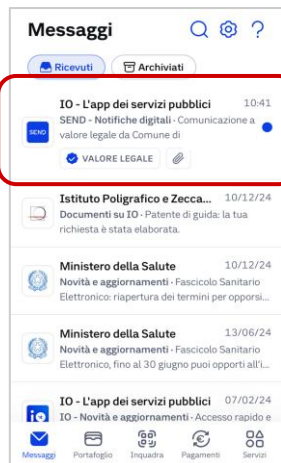 Messaggi
Ricevuti Archiviati
IO - L'app dei servizi pubblici 10:41
SEND
SEND - Notifiche digitali · Comunicazione a
valore legale da Comune di
VALORE LEGALE
Istituto Poligrafico e Zecca... 10/12/24
Documenti su IO · Patente di guida: la tua
richiesta è stata elaborata.
Ministero della Salute 10/12/24
Novità e aggiornamenti · Fascicolo Sanitario
Elettronico: riapertura dei termini per opporsi...
Ministero della Salute 13/06/24
Novità e aggiornamenti · Fascicolo Sanitario
Elettronico, fino al 30 giugno puoi opporti all'i...
IO - L'app dei servizi pubblici 07/02/24
io
IO - Novità e aggiornamenti · Accesso rapido e
Messaggi Portafoglio Inquadra Pagamenti Servizi